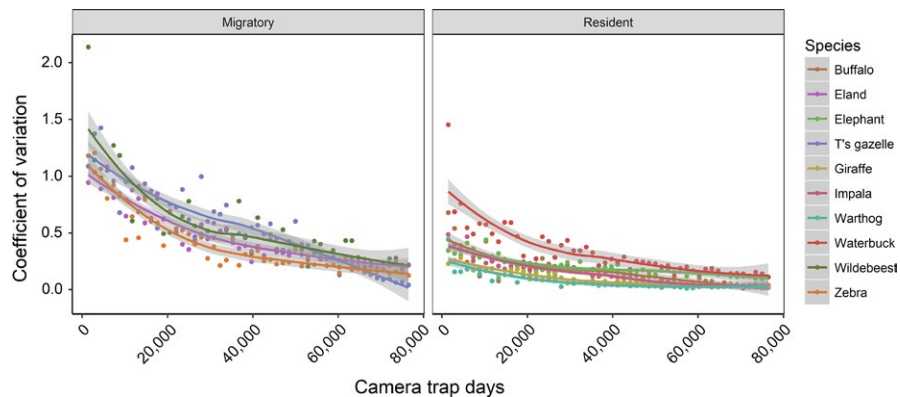 Migratory
Resident
Coefficient of variation
2.0
1.5
1.0
0.5
0.0
0
20,000
40,000
60,000
80,000
0
20,000
40,000
60,000
80,000
Camera trap days
Species
Buffalo
Eland
Elephant
T's gazelle
Giraffe
Impala
Warthog
Waterbuck
Wildebeest
Zebra